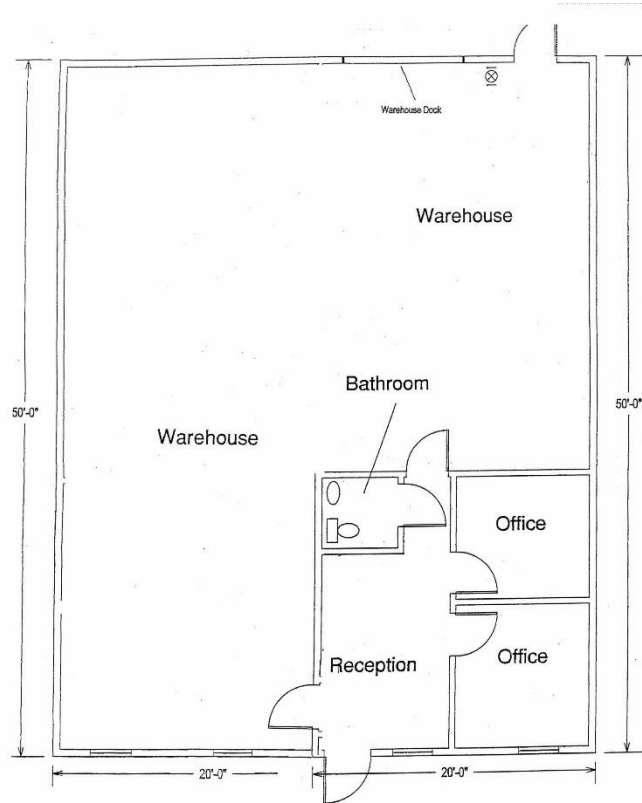 Warehouse Dock
Warehouse
Bathroom
50'-0"
50'-0"
Warehouse
Office
Office
Reception
20'-0"
20'-0"